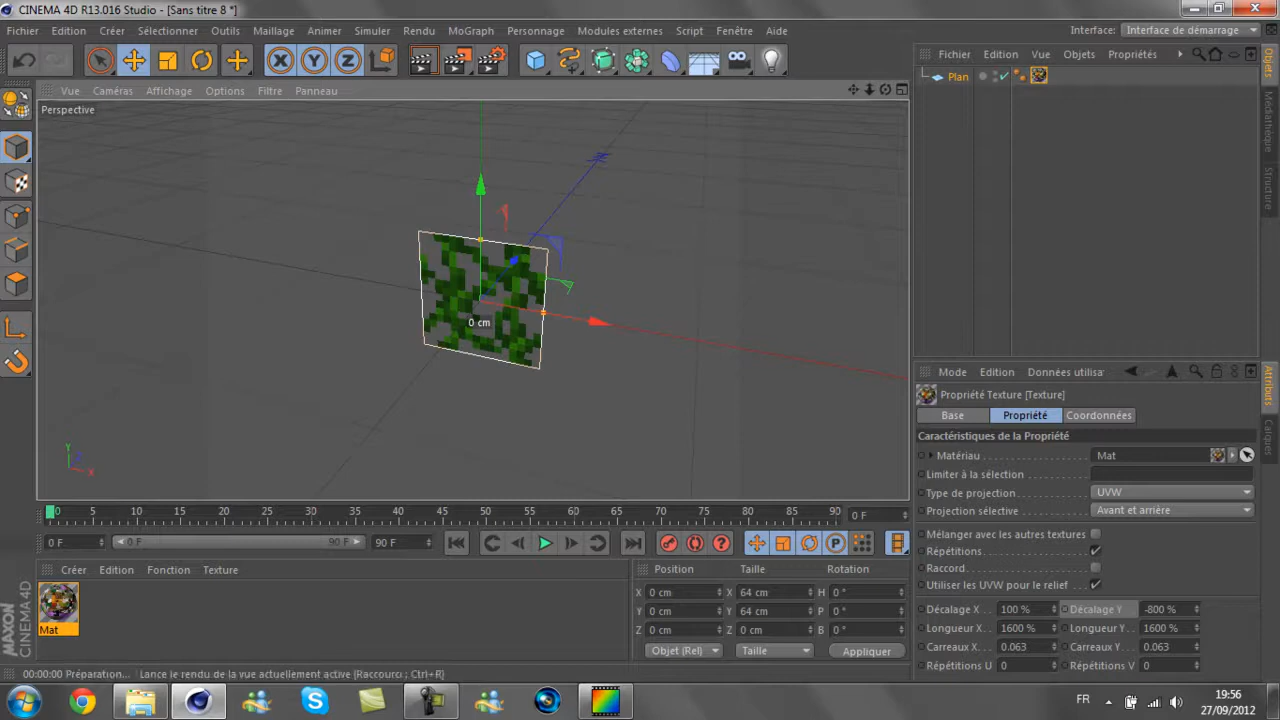 CINEMA 4D R13.016 Studio - [Sans titre 8 *]
Fichier Edition Créer Sélectionner Outils Maillage Animer Simuler Rendu MoGraph Personnage Modules externes Script Fenêtre Aide
Interface: Interface de démarrage
Fichier Edition Vue Objets Propriétés
Vue Caméras Affichage Options Filtre Panneau
Plan
Perspective
Objets
Médiathèque
Structure
0 cm
Y
Z
X
Mode Edition Données utilisa
Propriété Texture [Texture]
Base Propriété Coordonnées
Caractéristiques de la Propriété
Matériau Mat
Limiter à la sélection
Type de projection UVW
Projection sélective Avant et arrière
Mélanger avec les autres textures
Répétitions
Raccord
Utiliser les UVW pour le relief
Décalage X 100 % Décalage Y -800 %
Longueur X 1600 % Longueur Y 1600 %
Carreaux X 0.063 Carreaux Y 0.063
Répétitions U 0 Répétitions V 0
Attributs
Calques
0 5 10 15 20 25 30 35 40 45 50 55 60 65 70 75 80 85 90 0 F
0 F 0 F 90 F 90 F
Créer Edition Fonction Texture
Mat
Position Taille Rotation
X 0 cm X 64 cm H 0 °
Y 0 cm Y 64 cm P 0 °
Z 0 cm Z 0 cm B 0 °
Objet (Rel) Taille Appliquer
MAXON
CINEMA 4D
00:00:00 Préparation... Lance le rendu de la vue actuellement active [Raccourci : Ctrl+R]
FR
19:56
27/09/2012